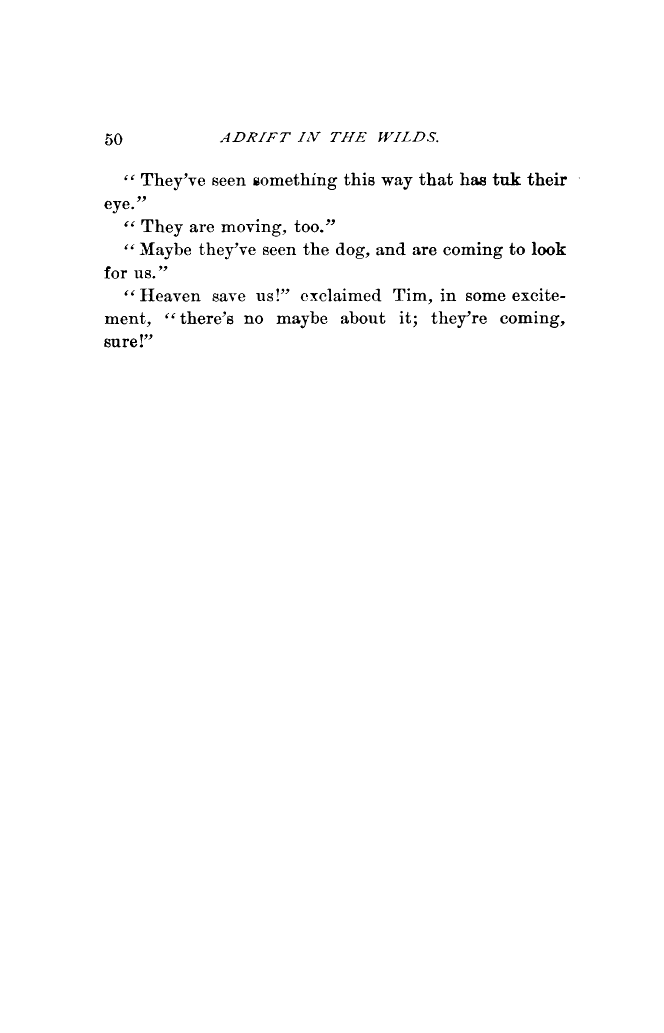 50 ADRIFT IN THE WILDS.
“ They’ve seen something this way that has tuk their
eye.”
“ They are moving, too.”
“ Maybe they’ve seen the dog, and are coming to look
for us.”
“ Heaven save us!” exclaimed Tim, in some excite-
ment, “ there’s no maybe about it; they’re coming,
sure!”